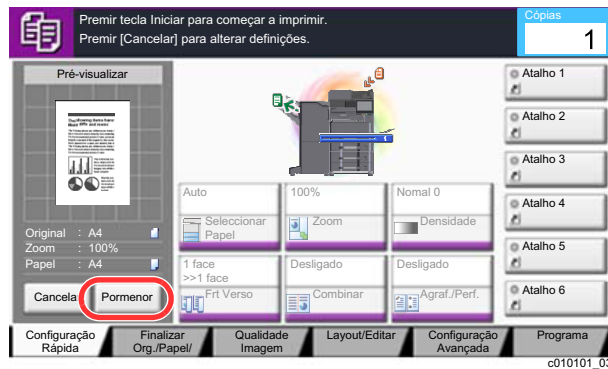 Premir tecla Iniciar para começar a imprimir.
Premir [Cancelar] para alterar definições.
Cópias
1
Pré-visualizar
Original : A4
Zoom : 100%
Papel : A4
Cancela
Pormenor
Auto
Seleccionar
Papel
100%
Zoom
Nomal 0
Densidade
1 face
>>1 face
Frt Verso
Desligado
Combinar
Desligado
Agraf./Perf.
Atalho 1
Atalho 2
Atalho 3
Atalho 4
Atalho 5
Atalho 6
Configuração
Rápida
Finalizar
Org./Papel/
Qualidade
Imagem
Layout/Editar
Configuração
Avançada
Programa
c010101_03